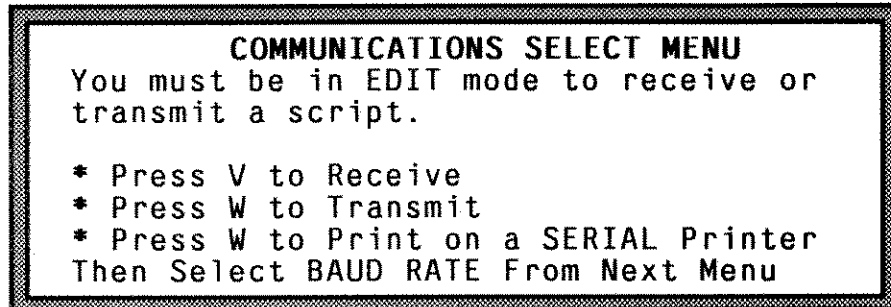 COMMUNICATIONS SELECT MENU
You must be in EDIT mode to receive or
transmit a script.
* Press V to Receive
* Press W to Transmit
* Press W to Print on a SERIAL Printer
Then Select BAUD RATE From Next Menu